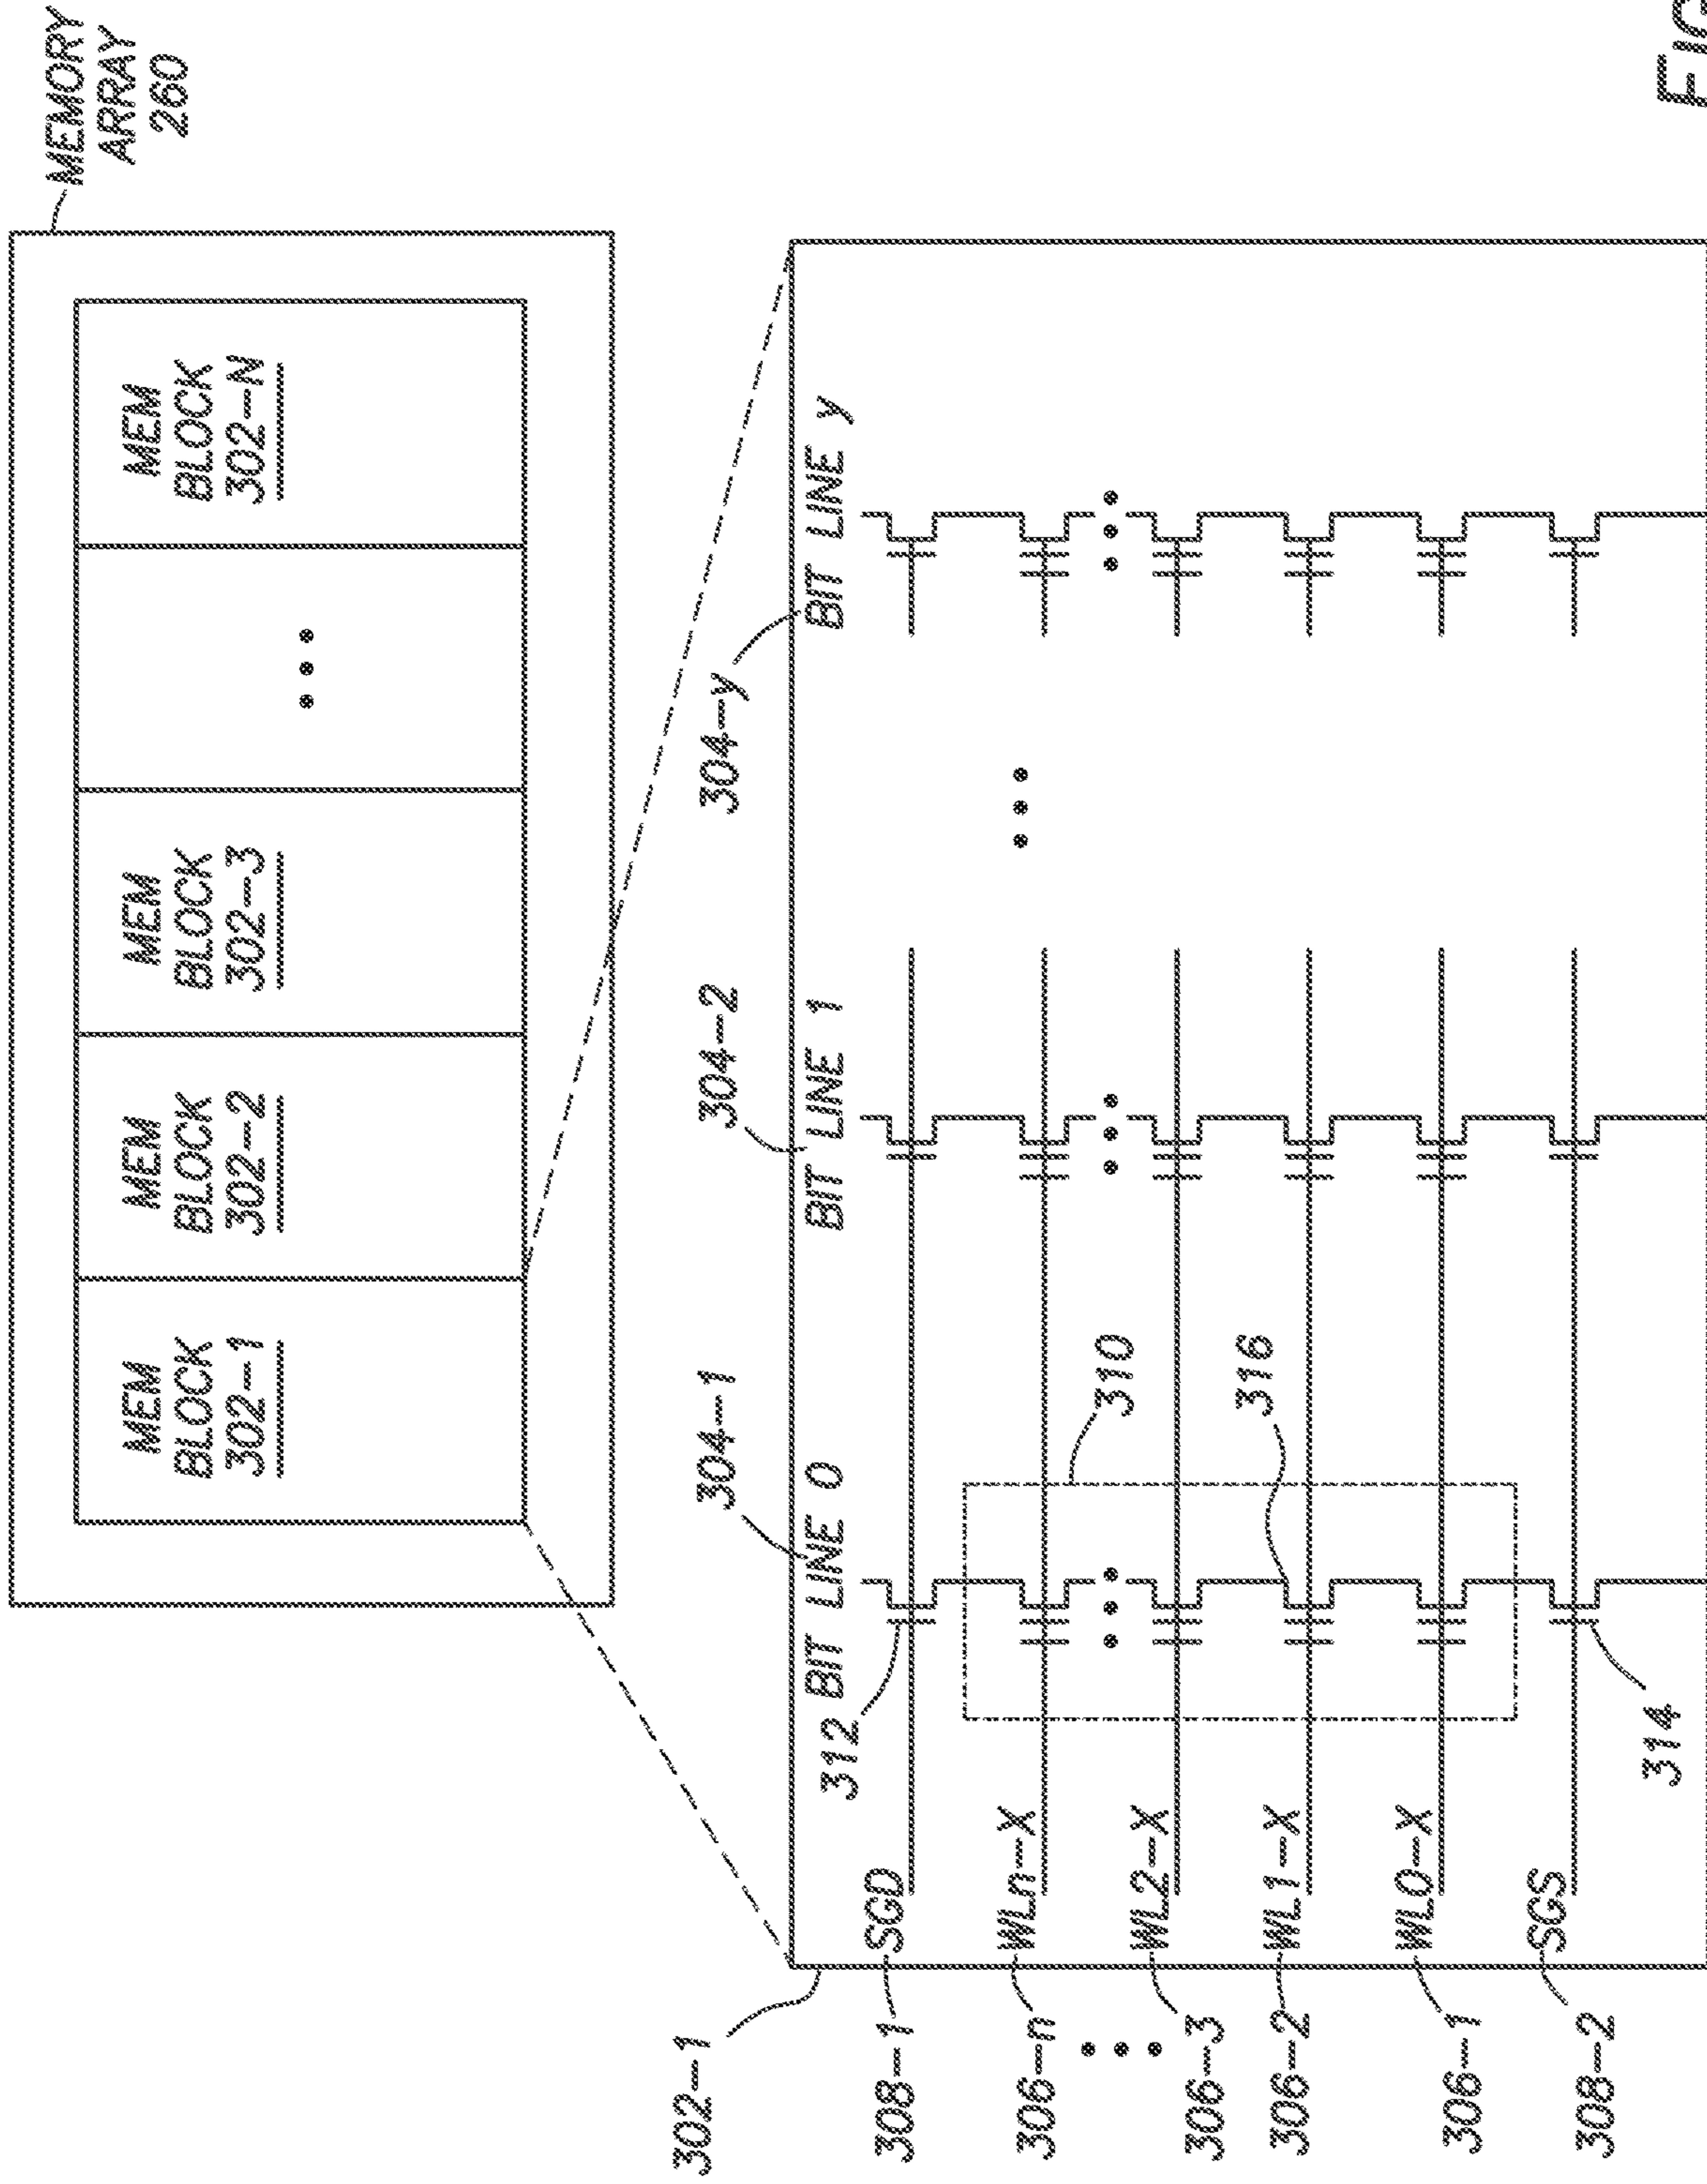 MEMORY
ARRAY
260
MEM
BLOCK
302-1
MEM
BLOCK
302-2
MEM
BLOCK
302-3
MEM
BLOCK
302-N
302-1
304-1
304-2
304-y
312
BIT LINE 0
BIT LINE 1
BIT LINE y
308-1
SGD
306-n
WLn-X
310
306-3
WL2-X
316
306-2
WL1-X
306-1
WL0-X
308-2
SGS
314